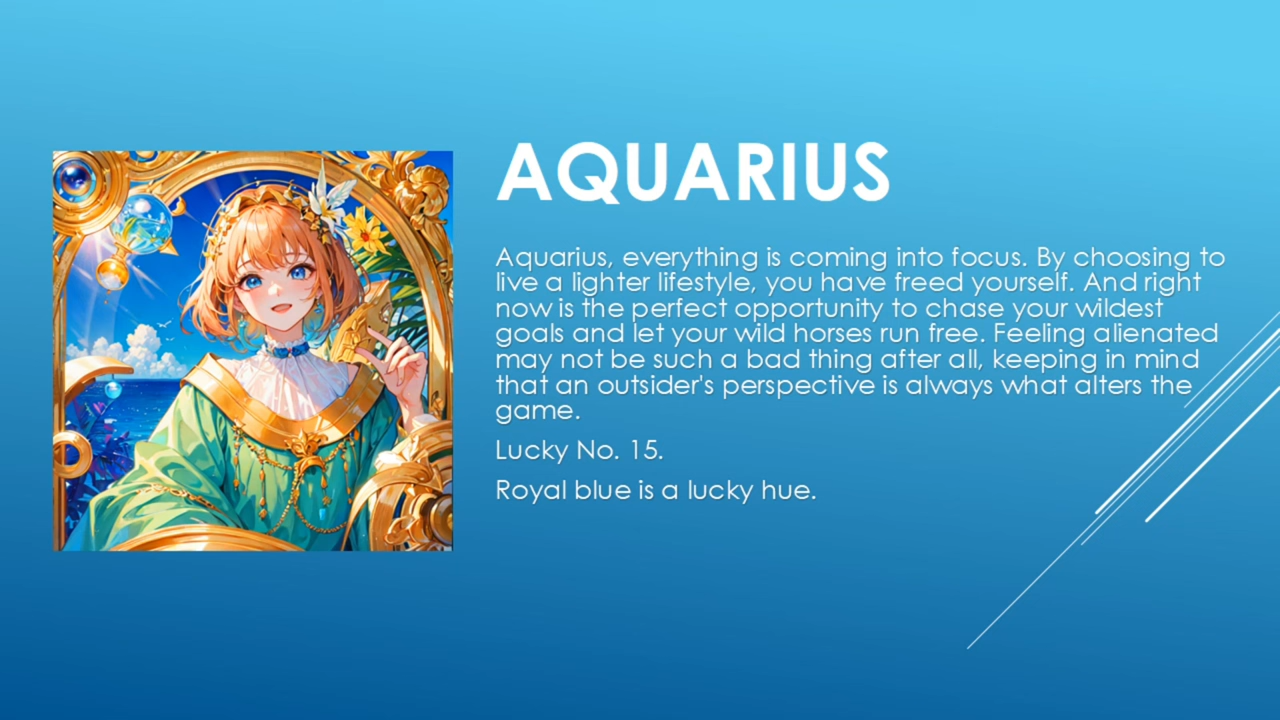 AQUARIUS
Aquarius, everything is coming into focus. By choosing to
live a lighter lifestyle, you have freed yourself. And right
now is the perfect opportunity to chase your wildest
goals and let your wild horses run free. Feeling alienated
may not be such a bad thing after all, keeping in mind
that an outsider's perspective is always what alters the
game.
Lucky No. 15.
Royal blue is a lucky hue.